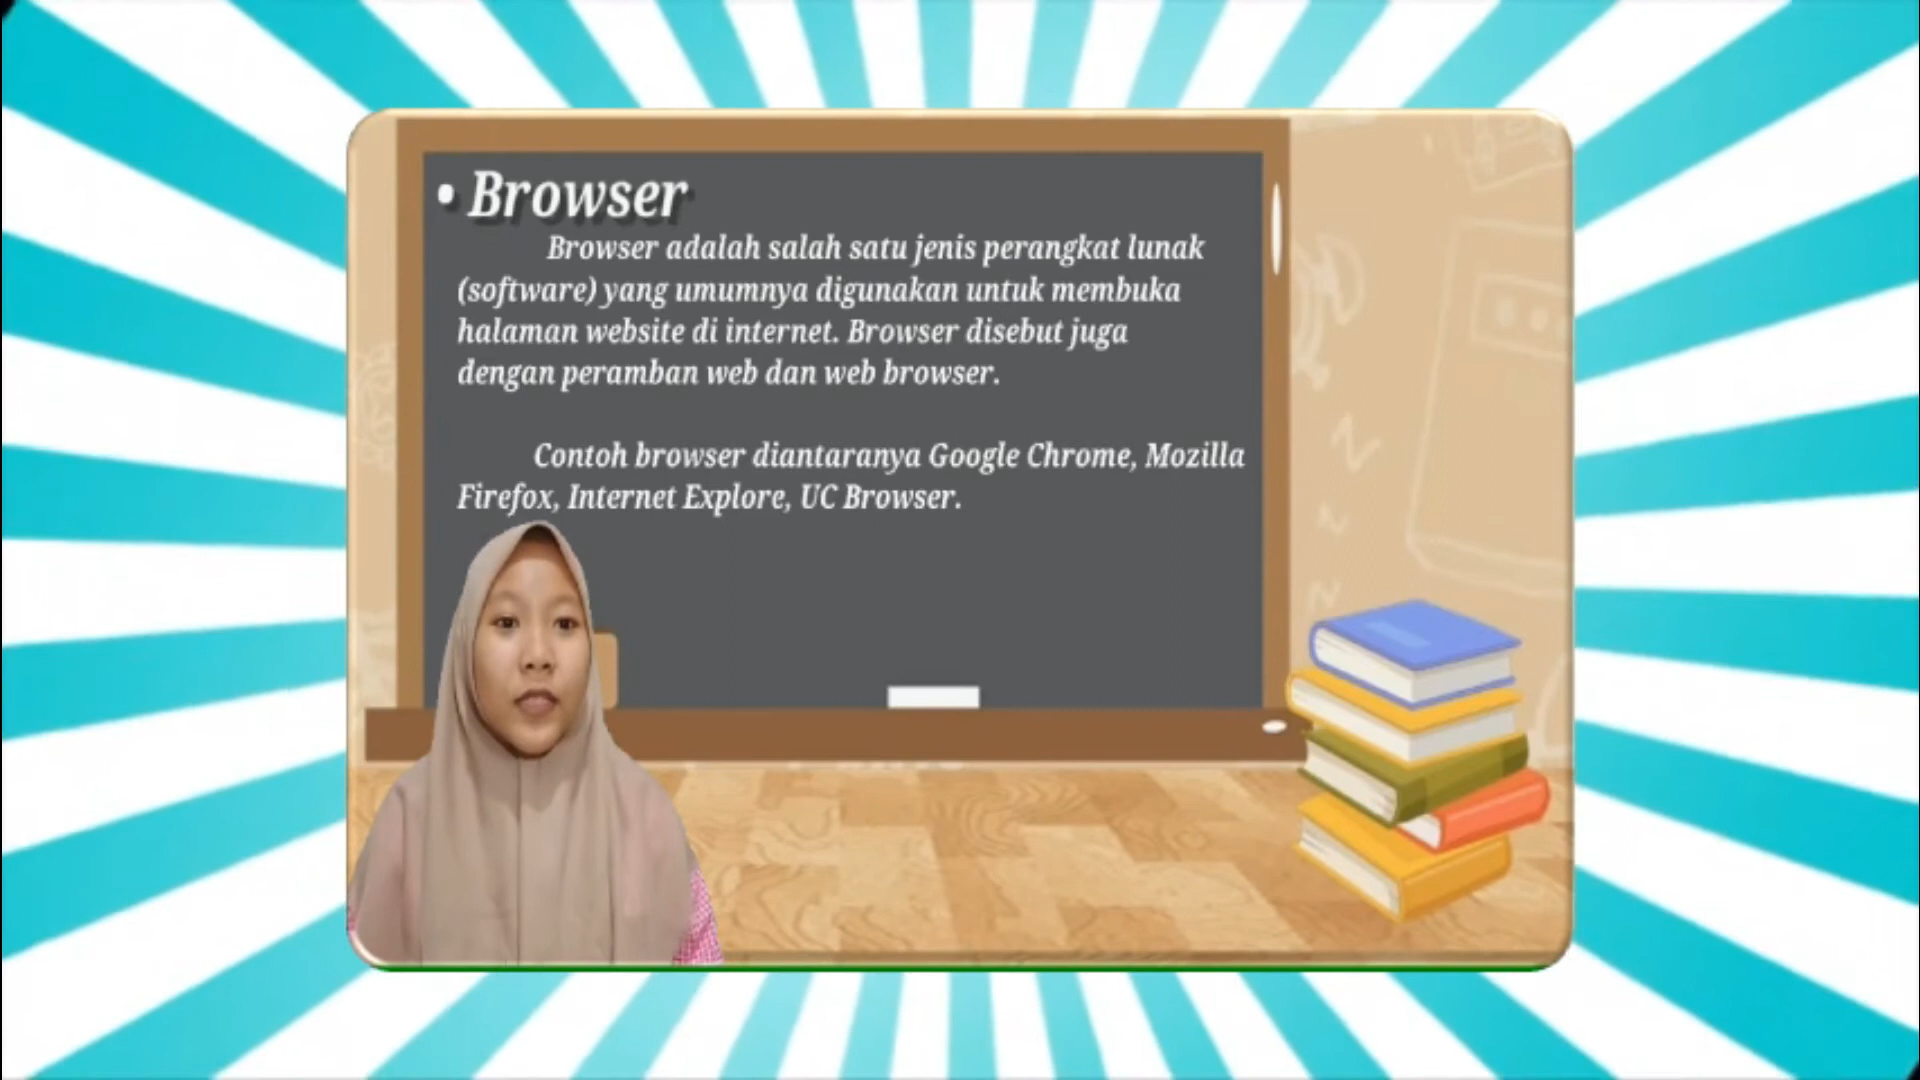 • Browser
Browser adalah salah satu jenis perangkat lunak
(software) yang umumnya digunakan untuk membuka
halaman website di internet. Browser disebut juga
dengan peramban web dan web browser.
Contoh browser diantaranya Google Chrome, Mozilla
Firefox, Internet Explore, UC Browser.